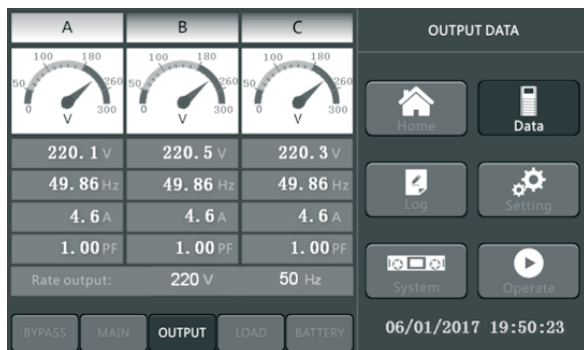 A B C OUTPUT DATA
100 180 100 180 100 180
50 260 50 260 50 260
0 300 0 300 0 300
V V V
Home Data
220.1 V 220.5 V 220.3 V
49.86 Hz 49.86 Hz 49.86 Hz
Log Setting
4.6 A 4.6 A 4.6 A
1.00 PF 1.00 PF 1.00 PF
Rate output: 220 V 50 Hz
System Operate
BYPASS MAIN OUTPUT LOAD BATTERY
06/01/2017 19:50:23